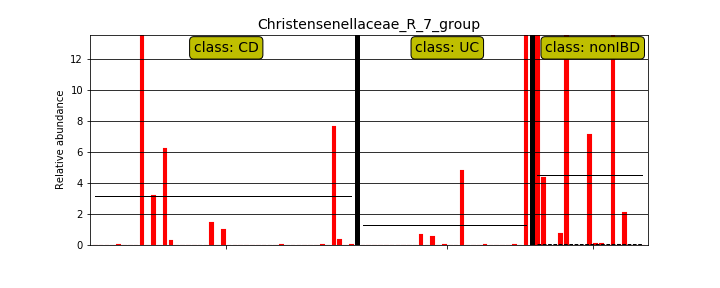 Christensenellaceae_R_7_group
class: CD
class: UC
class: nonIBD
Relative abundance
12
10
8
6
4
2
0